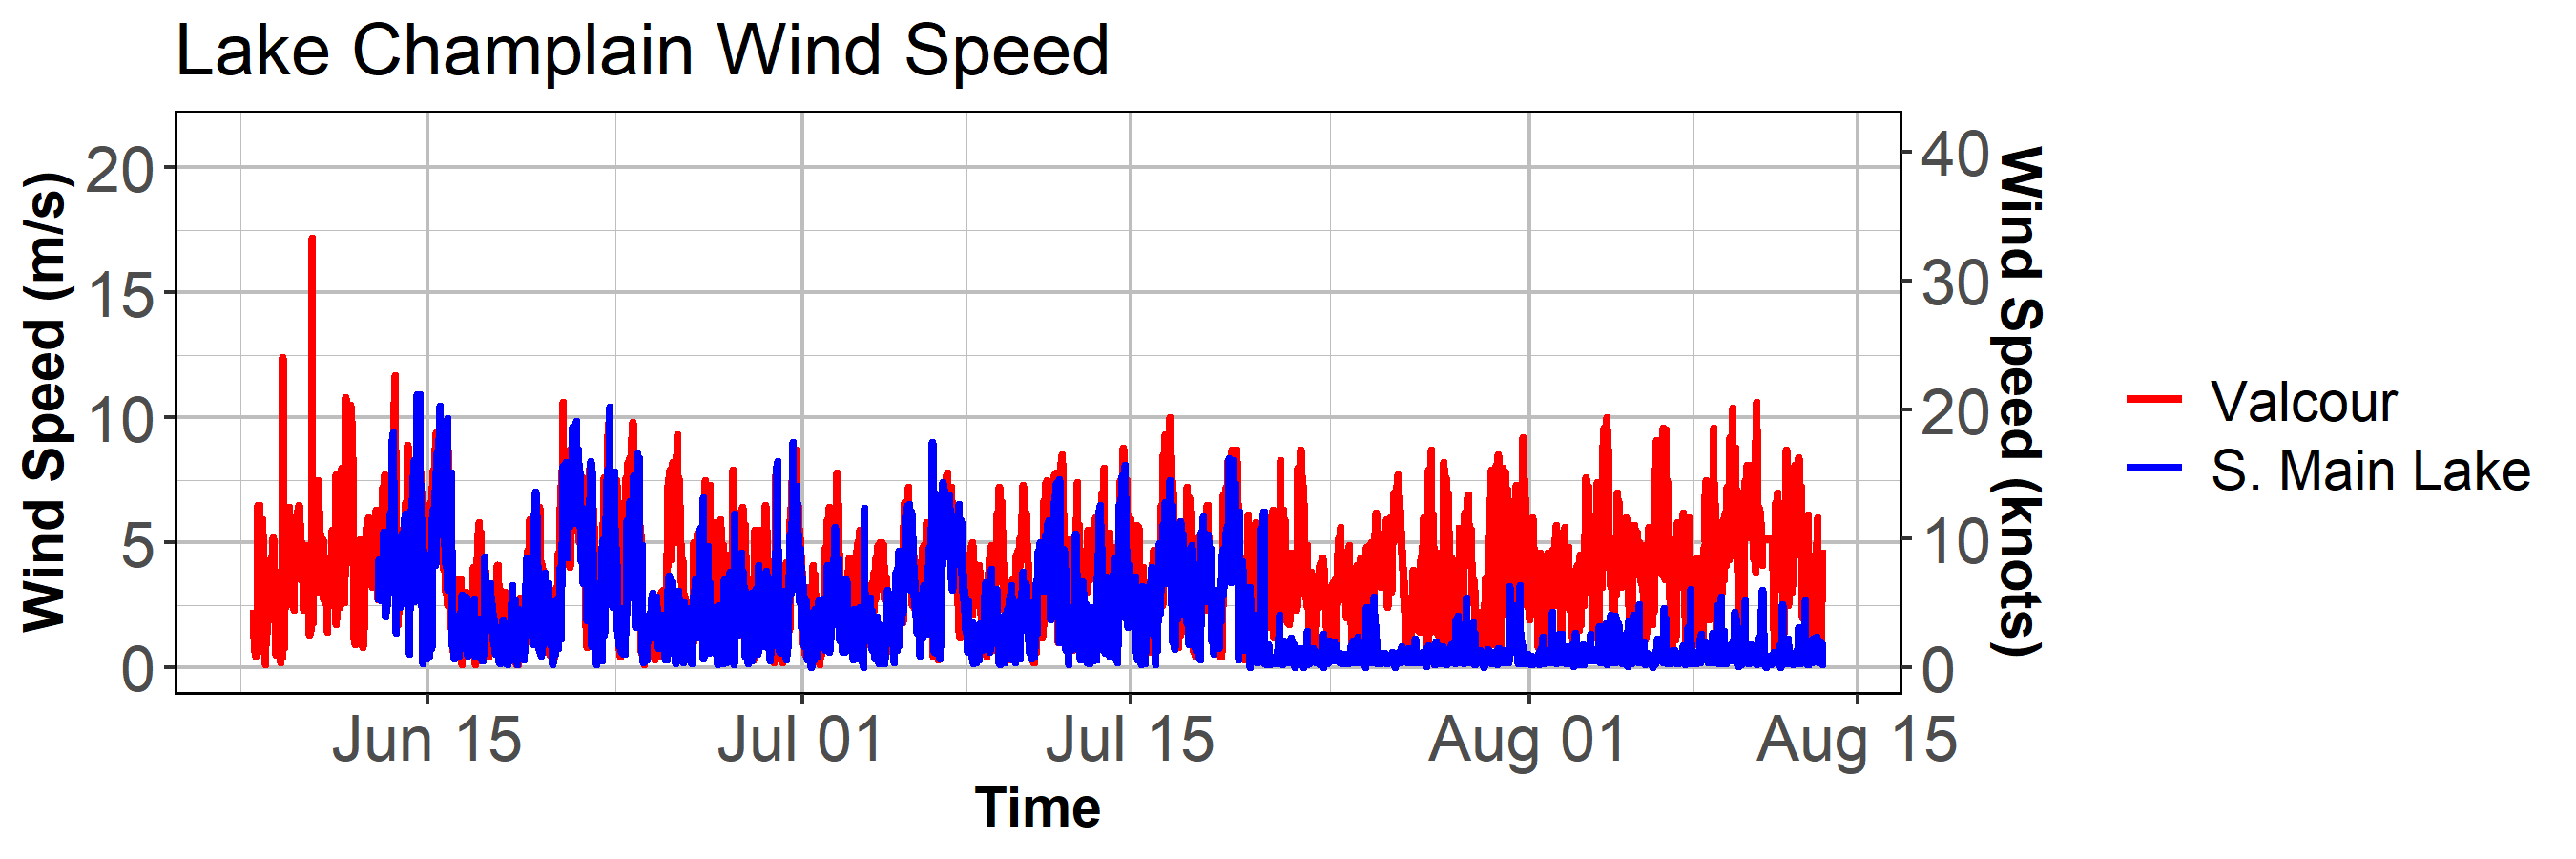 Lake Champlain Wind Speed
Wind Speed (m/s)
20
15
10
5
0
40
30
20
10
0
Wind Speed (knots)
Jun 15
Jul 01
Jul 15
Aug 01
Aug 15
Time
Valcour
S. Main Lake